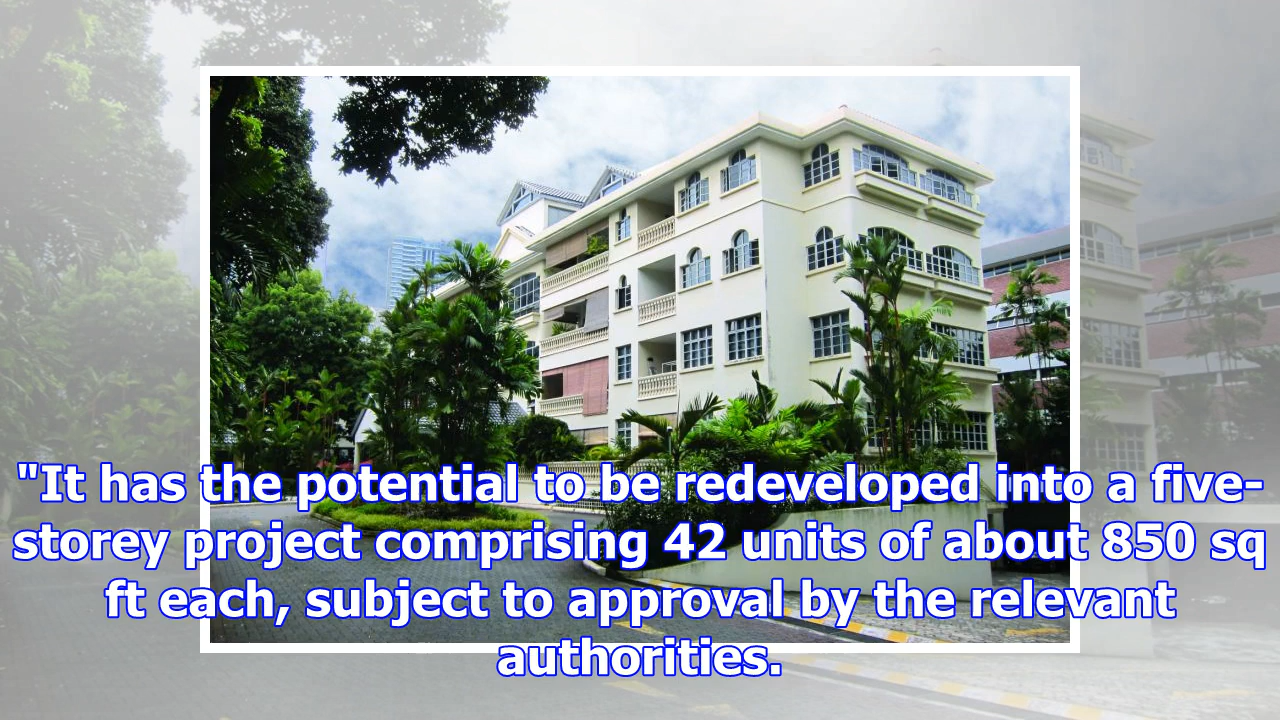 "It has the potential to be redeveloped into a five-
storey project comprising 42 units of about 850 sq
ft each, subject to approval by the relevant
authorities.